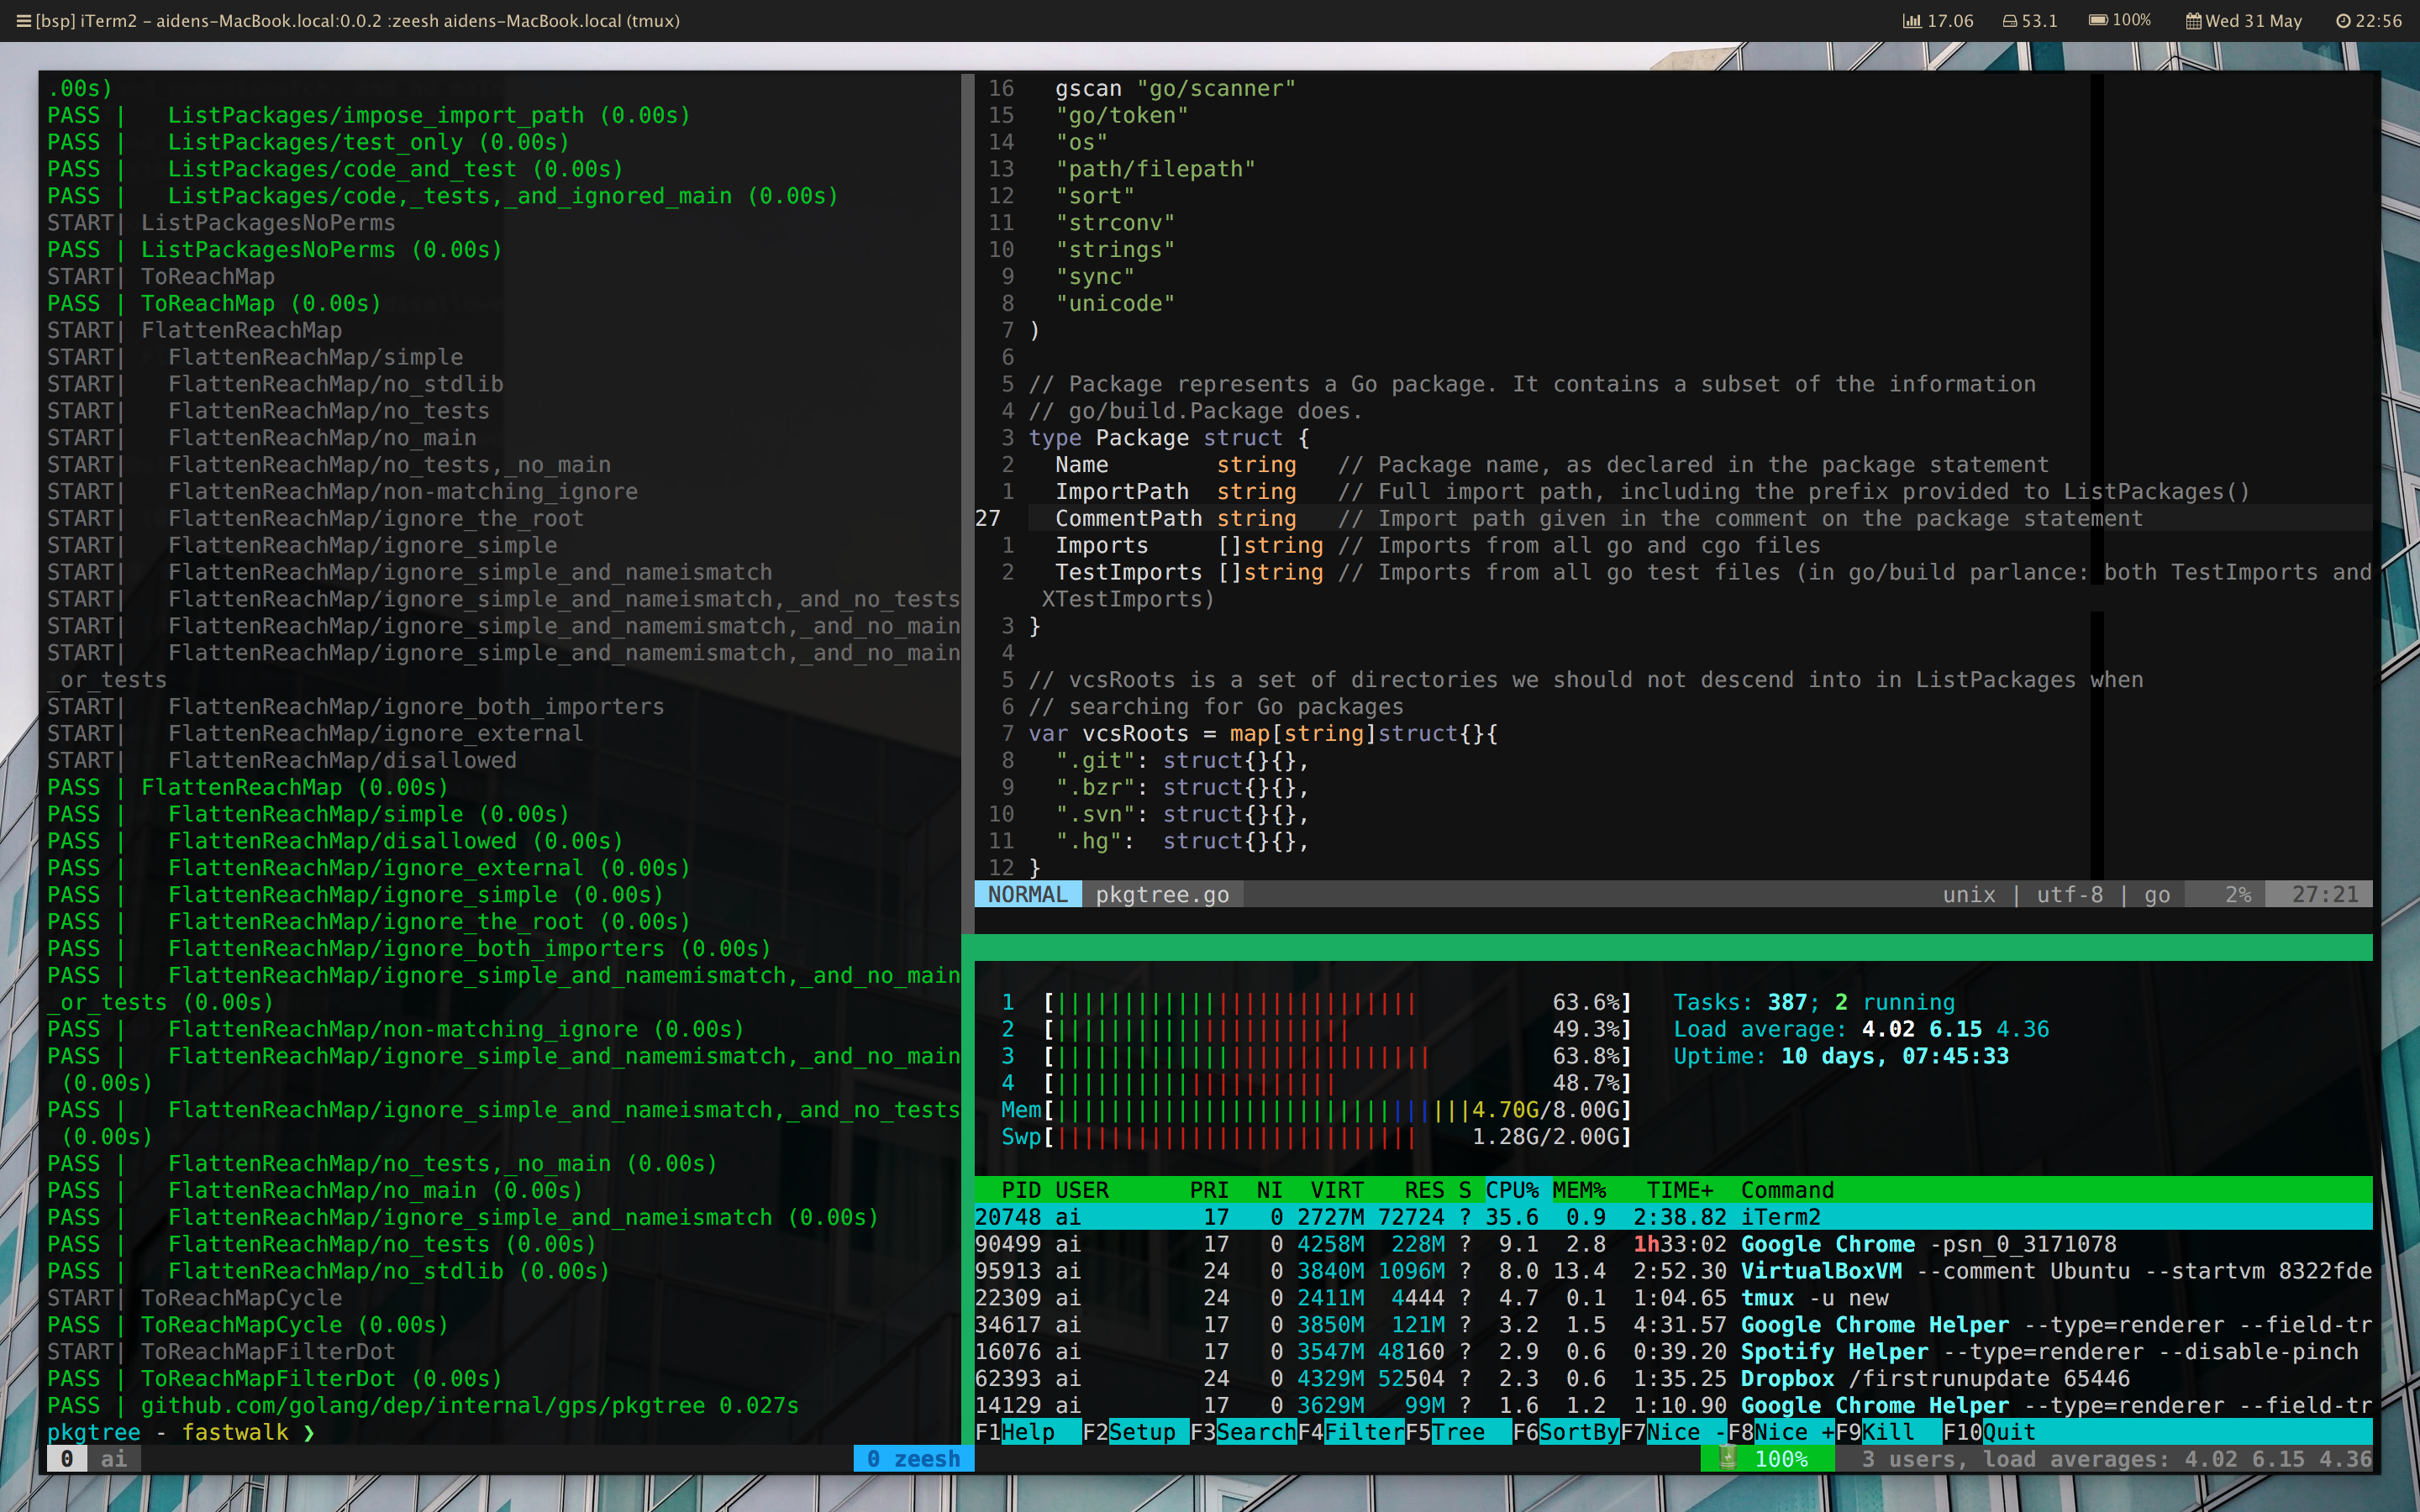 [bsp] iTerm2 – aidens-MacBook.local:0.0.2 :zeesh aidens-MacBook.local (tmux) 17.06 53.1 100% Wed 31 May 22:56
.00s)
PASS |   ListPackages/impose_import_path (0.00s)
PASS |   ListPackages/test_only (0.00s)
PASS |   ListPackages/code_and_test (0.00s)
PASS |   ListPackages/code,_tests,_and_ignored_main (0.00s)
START| ListPackagesNoPerms
PASS | ListPackagesNoPerms (0.00s)
START| ToReachMap
PASS | ToReachMap (0.00s)
START| FlattenReachMap
START|   FlattenReachMap/simple
START|   FlattenReachMap/no_stdlib
START|   FlattenReachMap/no_tests
START|   FlattenReachMap/no_main
START|   FlattenReachMap/no_tests,_no_main
START|   FlattenReachMap/non-matching_ignore
START|   FlattenReachMap/ignore_the_root
START|   FlattenReachMap/ignore_simple
START|   FlattenReachMap/ignore_simple_and_nameismatch
START|   FlattenReachMap/ignore_simple_and_nameismatch,_and_no_tests
START|   FlattenReachMap/ignore_simple_and_namemismatch,_and_no_main
START|   FlattenReachMap/ignore_simple_and_namemismatch,_and_no_main
_or_tests
START|   FlattenReachMap/ignore_both_importers
START|   FlattenReachMap/ignore_external
START|   FlattenReachMap/disallowed
PASS | FlattenReachMap (0.00s)
PASS |   FlattenReachMap/simple (0.00s)
PASS |   FlattenReachMap/disallowed (0.00s)
PASS |   FlattenReachMap/ignore_external (0.00s)
PASS |   FlattenReachMap/ignore_simple (0.00s)
PASS |   FlattenReachMap/ignore_the_root (0.00s)
PASS |   FlattenReachMap/ignore_both_importers (0.00s)
PASS |   FlattenReachMap/ignore_simple_and_namemismatch,_and_no_main
_or_tests (0.00s)
PASS |   FlattenReachMap/non-matching_ignore (0.00s)
PASS |   FlattenReachMap/ignore_simple_and_namemismatch,_and_no_main
 (0.00s)
PASS |   FlattenReachMap/ignore_simple_and_nameismatch,_and_no_tests
 (0.00s)
PASS |   FlattenReachMap/no_tests,_no_main (0.00s)
PASS |   FlattenReachMap/no_main (0.00s)
PASS |   FlattenReachMap/ignore_simple_and_nameismatch (0.00s)
PASS |   FlattenReachMap/no_tests (0.00s)
PASS |   FlattenReachMap/no_stdlib (0.00s)
START| ToReachMapCycle
PASS | ToReachMapCycle (0.00s)
START| ToReachMapFilterDot
PASS | ToReachMapFilterDot (0.00s)
PASS | github.com/golang/dep/internal/gps/pkgtree 0.027s
pkgtree - fastwalk ❯
16   gscan "go/scanner"
15   "go/token"
14   "os"
13   "path/filepath"
12   "sort"
11   "strconv"
10   "strings"
9   "sync"
8   "unicode"
7 )
6
5 // Package represents a Go package. It contains a subset of the information
4 // go/build.Package does.
3 type Package struct {
2   Name        string   // Package name, as declared in the package statement
1   ImportPath  string   // Full import path, including the prefix provided to ListPackages()
27   CommentPath string   // Import path given in the comment on the package statement
1   Imports     []string // Imports from all go and cgo files
2   TestImports []string // Imports from all go test files (in go/build parlance: both TestImports and
XTestImports)
3 }
4
5 // vcsRoots is a set of directories we should not descend into in ListPackages when
6 // searching for Go packages
7 var vcsRoots = map[string]struct{}{
8   ".git": struct{}{},
9   ".bzr": struct{}{},
10   ".svn": struct{}{},
11   ".hg":  struct{}{},
12 }
NORMAL pkgtree.go unix | utf-8 | go 2% 27:21
1 [||||||||||||||||||||||||||| 63.6%] Tasks: 387; 2 running
2 [|||||||||||||||||||||| 49.3%] Load average: 4.02 6.15 4.36
3 [|||||||||||||||||||||||||||| 63.8%] Uptime: 10 days, 07:45:33
4 [||||||||||||||||||||| 48.7%]
Mem[|||||||||||||||||||||||||||||||4.70G/8.00G]
Swp[||||||||||||||||||||||||||| 1.28G/2.00G]
PID USER PRI NI VIRT RES S CPU% MEM% TIME+ Command
20748 ai 17 0 2727M 72724 ? 35.6 0.9 2:38.82 iTerm2
90499 ai 17 0 4258M 228M ? 9.1 2.8 1h33:02 Google Chrome -psn_0_3171078
95913 ai 24 0 3840M 1096M ? 8.0 13.4 2:52.30 VirtualBoxVM --comment Ubuntu --startvm 8322fde
22309 ai 24 0 2411M 4444 ? 4.7 0.1 1:04.65 tmux -u new
34617 ai 17 0 3850M 121M ? 3.2 1.5 4:31.57 Google Chrome Helper --type=renderer --field-tr
16076 ai 17 0 3547M 48160 ? 2.9 0.6 0:39.20 Spotify Helper --type=renderer --disable-pinch
62393 ai 24 0 4329M 52504 ? 2.3 0.6 1:35.25 Dropbox /firstrunupdate 65446
14129 ai 17 0 3629M 99M ? 1.6 1.2 1:10.90 Google Chrome Helper --type=renderer --field-tr
F1Help F2Setup F3SearchF4FilterF5Tree F6SortByF7Nice -F8Nice +F9Kill F10Quit
0 ai 0 zeesh 100% 3 users, load averages: 4.02 6.15 4.36